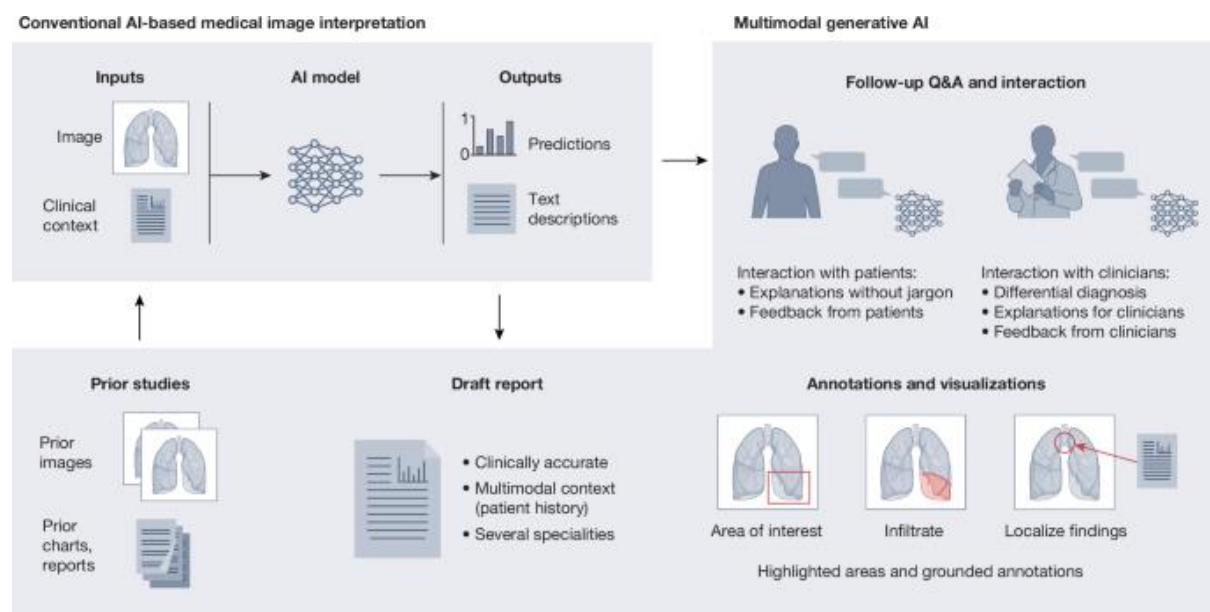 Conventional AI-based medical image interpretation
Inputs
AI model
Outputs
Image
Clinical
context
1
0
Predictions
Text
descriptions
Multimodal generative AI
Follow-up Q&A and interaction
Interaction with patients:
• Explanations without jargon
• Feedback from patients
Interaction with clinicians:
• Differential diagnosis
• Explanations for clinicians
• Feedback from clinicians
Prior studies
Prior
images
Prior
charts,
reports
Draft report
• Clinically accurate
• Multimodal context
(patient history)
• Several specialities
Annotations and visualizations
Area of interest
Infiltrate
Localize findings
Highlighted areas and grounded annotations